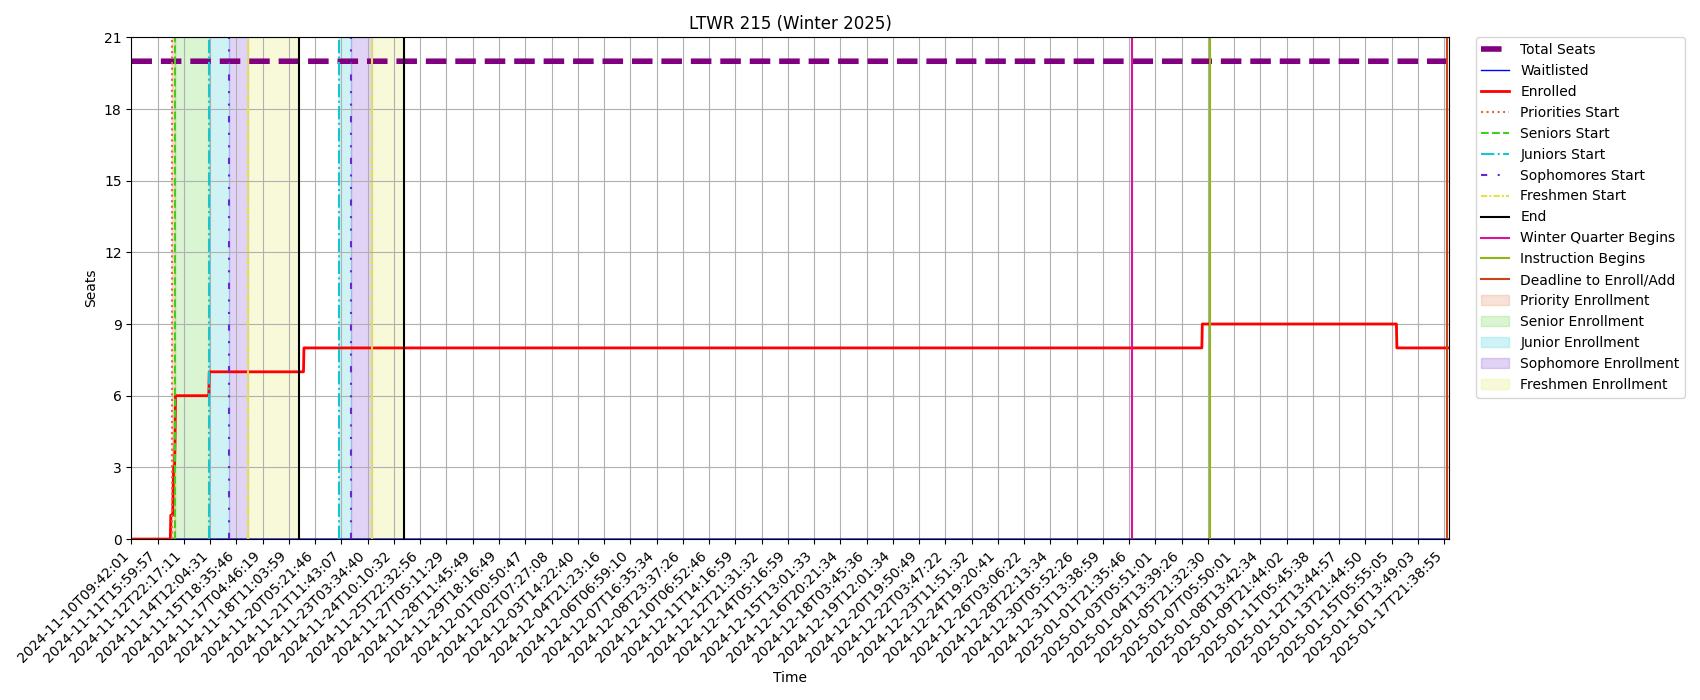 LTWR 215 (Winter 2025)
21
18
15
12
9
6
3
0
Seats
2024-11-10T09:42:01
2024-11-11T15:59:57
2024-11-12T22:17:11
2024-11-14T12:04:31
2024-11-15T18:35:46
2024-11-17T04:46:19
2024-11-18T11:03:59
2024-11-20T05:21:46
2024-11-21T11:43:07
2024-11-23T03:34:40
2024-11-24T10:10:32
2024-11-25T22:32:56
2024-11-27T05:11:29
2024-11-28T11:45:49
2024-11-29T18:16:49
2024-12-01T00:50:47
2024-12-02T07:27:08
2024-12-03T14:22:40
2024-12-04T21:23:16
2024-12-06T06:59:10
2024-12-07T16:35:34
2024-12-08T23:37:26
2024-12-10T06:52:46
2024-12-11T14:16:59
2024-12-12T21:31:32
2024-12-14T05:16:59
2024-12-15T13:01:33
2024-12-16T20:21:34
2024-12-18T03:45:36
2024-12-19T12:01:34
2024-12-20T19:50:49
2024-12-22T03:47:22
2024-12-23T11:51:32
2024-12-24T19:20:41
2024-12-26T03:06:22
2024-12-28T22:13:34
2024-12-30T05:52:26
2024-12-31T13:38:59
2025-01-01T21:35:46
2025-01-03T05:51:01
2025-01-04T13:39:26
2025-01-05T21:32:30
2025-01-07T05:50:01
2025-01-08T13:42:34
2025-01-09T21:44:02
2025-01-11T05:45:38
2025-01-12T13:44:57
2025-01-13T21:44:50
2025-01-15T05:55:05
2025-01-16T13:49:03
2025-01-17T21:38:55
Time
Total Seats
Waitlisted
Enrolled
Priorities Start
Seniors Start
Juniors Start
Sophomores Start
Freshmen Start
End
Winter Quarter Begins
Instruction Begins
Deadline to Enroll/Add
Priority Enrollment
Senior Enrollment
Junior Enrollment
Sophomore Enrollment
Freshmen Enrollment